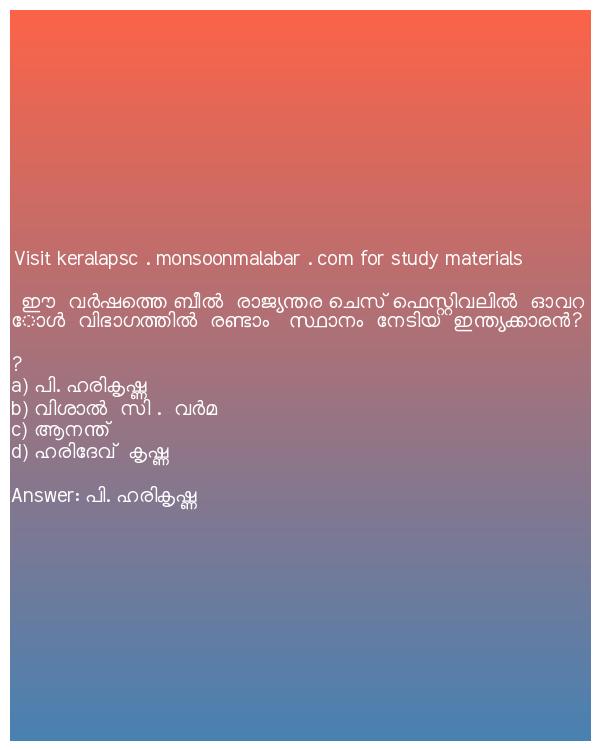 Visit keralapsc . monsoonmalabar . com for study materials
ഈ വർഷത്തെ ബീൽ രാജ്യന്തര ചെസ് ഫെസ്റ്റിവലിൽ ഓവറ
ോൾ വിഭാഗത്തിൽ രണ്ടാം സ്ഥാനം നേടിയ ഇന്ത്യക്കാരൻ?
?
a) പി. ഹരികൃഷ്ണ
b) വിശാൽ സി . വർമ
c) ആനന്ത്
d) ഹരിദേവ് കൃഷ്ണ
Answer: പി. ഹരികൃഷ്ണ